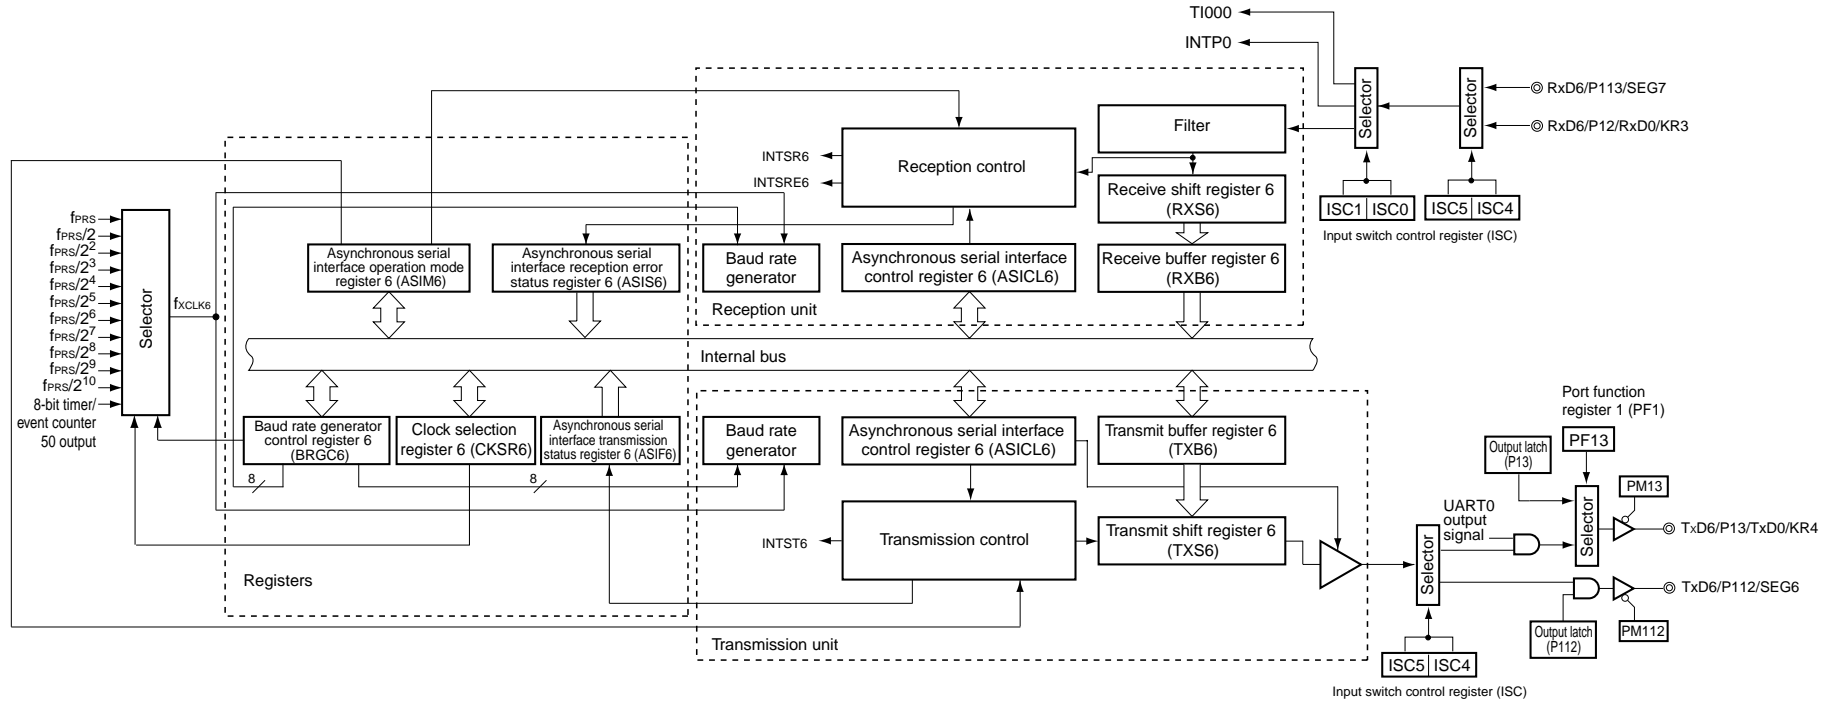 TI000
INTP0
Selector
Selector
RxD6/P113/SEG7
RxD6/P12/RxD0/KR3
ISC1 ISC0
ISC5 ISC4
Input switch control register (ISC)
Filter
Reception control
INTSR6
INTSRE6
Receive shift register 6
(RXS6)
Receive buffer register 6
(RXB6)
Asynchronous serial interface
control register 6 (ASICL6)
Baud rate
generator
Reception unit
Asynchronous serial
interface operation mode
register 6 (ASIM6)
Asynchronous serial
interface reception error
status register 6 (ASIS6)
fPRS
fPRS/2
fPRS/2²
fPRS/2³
fPRS/2⁴
fPRS/2⁵
fPRS/2⁶
fPRS/2⁷
fPRS/2⁸
fPRS/2⁹
fPRS/2¹⁰
8-bit timer/
event counter
50 output
Selector
fXCLK6
Internal bus
Baud rate generator
control register 6
(BRGC6)
Clock selection
register 6 (CKSR6)
Asynchronous serial
interface transmission
status register 6 (ASIF6)
8
8
Registers
Baud rate
generator
Asynchronous serial interface
control register 6 (ASICL6)
Transmit buffer register 6
(TXB6)
INTST6
Transmission control
Transmit shift register 6
(TXS6)
Transmission unit
Port function
register 1 (PF1)
PF13
Output latch
(P13)
PM13
UART0
output
signal
Selector
Selector
TxD6/P13/TxD0/KR4
TxD6/P112/SEG6
Output latch
(P112)
PM112
ISC5 ISC4
Input switch control register (ISC)